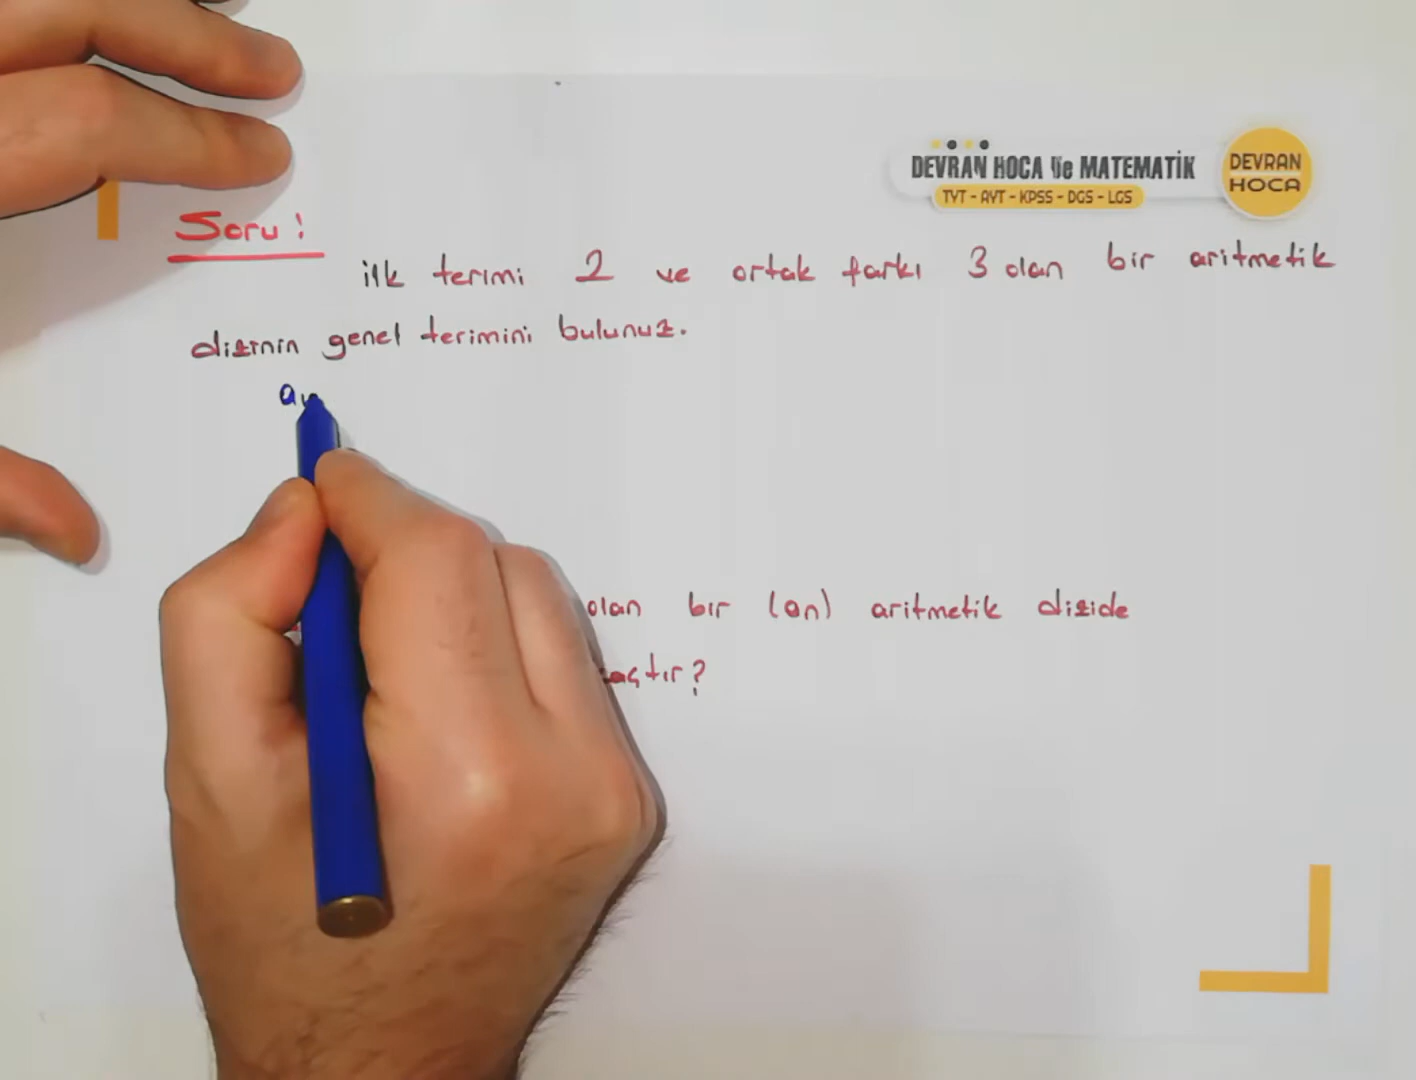 DEVRAN HOCA ile MATEMATİK
TYT - AYT - KPSS - DGS - LGS
DEVRAN
HOCA
Soru:
ilk terimi 2 ve ortak farkı 3 olan bir aritmetik
dizinin genel terimini bulunuz.
olan bir (an) aritmetik dizide